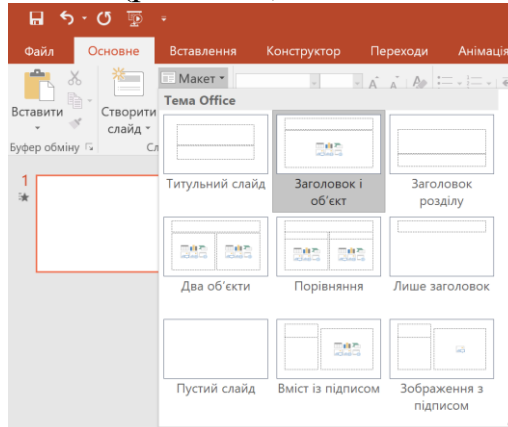 Файл Основне Вставлення Конструктор Переходи Анімація
Вставити Створити слайд Макет
Буфер обміну
Тема Office
1
Титульний слайд Заголовок і об'єкт Заголовок розділу
Два об'єкти Порівняння Лише заголовок
Пустий слайд Вміст із підписом Зображення з підписом